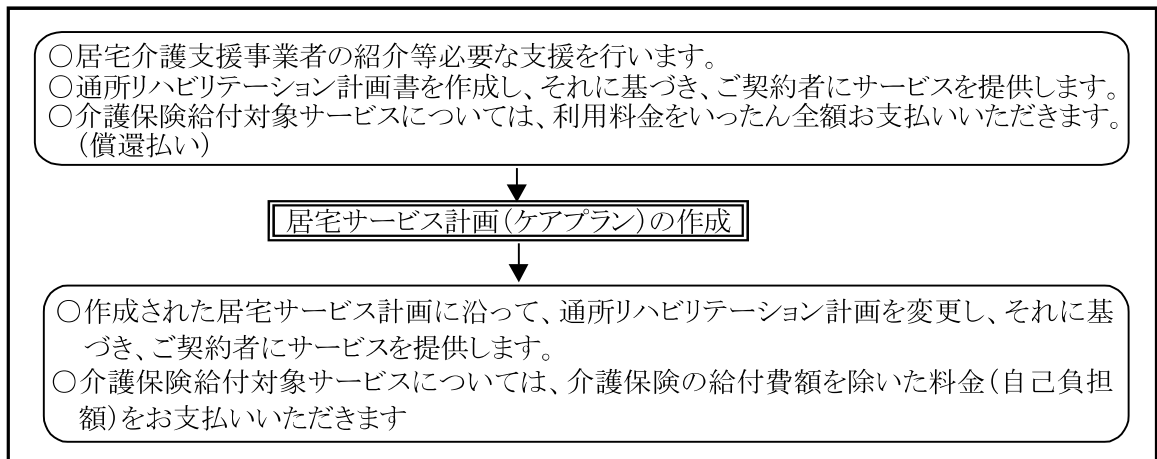 ○居宅介護支援事業者の紹介等必要な支援を行います。
○通所リハビリテーション計画書を作成し、それに基づき、ご契約者にサービスを提供します。
○介護保険給付対象サービスについては、利用料金をいったん全額お支払いいただきます。
（償還払い）
居宅サービス計画（ケアプラン）の作成
○作成された居宅サービス計画に沿って、通所リハビリテーション計画を変更し、それに基
づき、ご契約者にサービスを提供します。
○介護保険給付対象サービスについては、介護保険の給付費額を除いた料金（自己負担
額）をお支払いいただきます